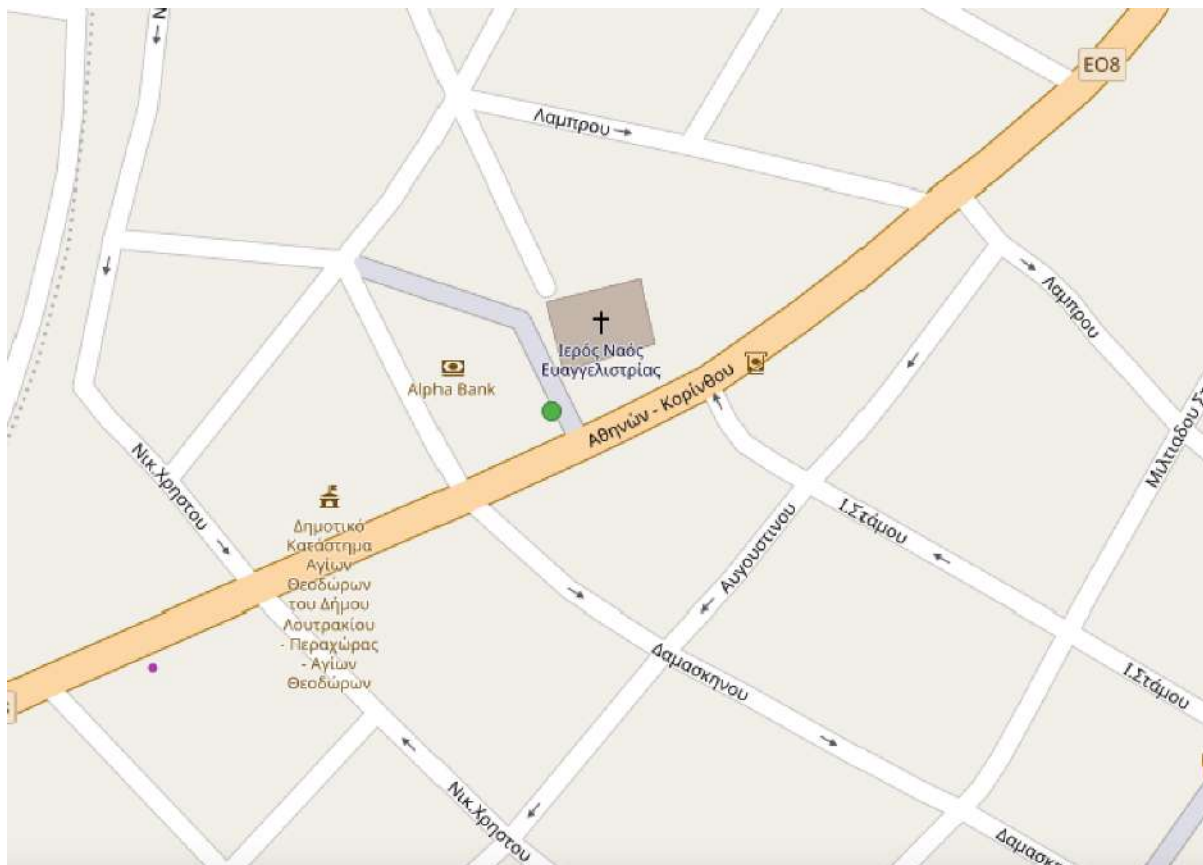 ΕΟ8
Λαμπρου
Λαμπρου
Ιερός Ναός
Ευαγγελιστρίας
Alpha Bank
Αθηνών - Κορίνθου
Μιλτιαδου
Νικ.Χρηστου
Δημοτικό
Κατάστημα
Αγίων
Θεοδώρων
του Δήμου
Λουτρακίου
- Περαχώρας
- Αγίων
Θεοδώρων
Ι.Στάμου
Αυγουστινου
Δαμασκηνου
Ι.Στάμου
Νικ.Χρηστου